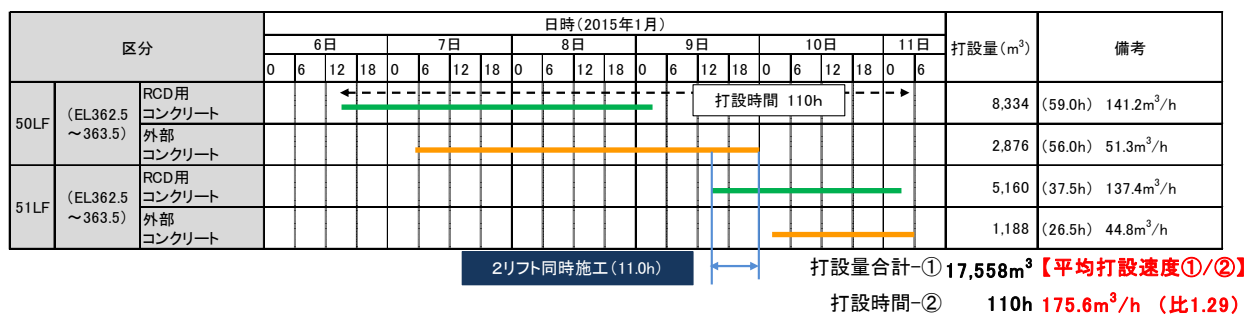 区分 日時(2015年1月) 打設量(m³) 備考
6日 7日 8日 9日 10日 11日
0 6 12 18 0 6 12 18 0 6 12 18 0 6 12 18 0 6 12 18 0 6
50LF (EL362.5～363.5) RCD用コンクリート 打設時間 110h 8,334 (59.0h) 141.2m³/h
外部コンクリート 2,876 (56.0h) 51.3m³/h
51LF (EL362.5～363.5) RCD用コンクリート 5,160 (37.5h) 137.4m³/h
外部コンクリート 1,188 (26.5h) 44.8m³/h
2リフト同時施工(11.0h) 打設量合計-① 17,558m³【平均打設速度①/②】
打設時間-② 110h 175.6m³/h (比1.29)